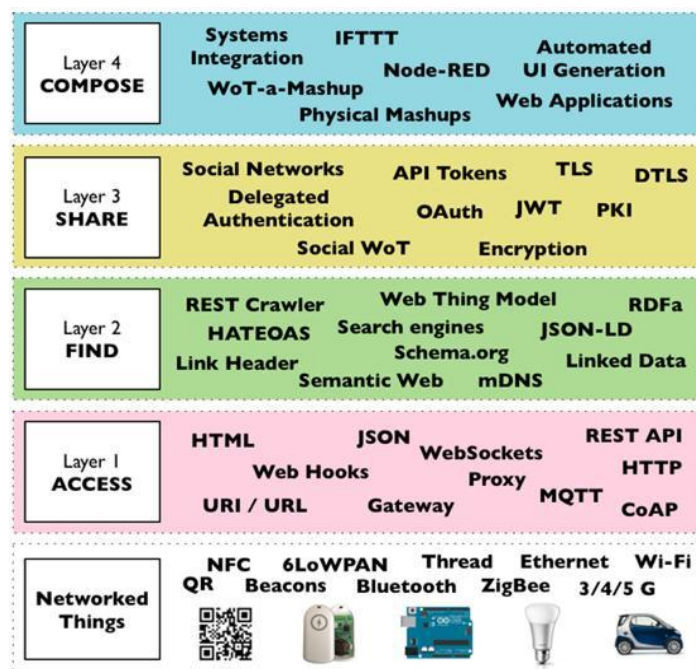 Layer 4
COMPOSE
Systems
Integration
IFTTT
Automated
UI Generation
Node-RED
WoT-a-Mashup
Web Applications
Physical Mashups
Layer 3
SHARE
Social Networks
API Tokens
TLS
DTLS
Delegated
Authentication
OAuth
JWT
PKI
Social WoT
Encryption
Layer 2
FIND
REST Crawler
Web Thing Model
RDFa
HATEOAS
Search engines
JSON-LD
Link Header
Schema.org
Linked Data
Semantic Web
mDNS
Layer 1
ACCESS
HTML
JSON
REST API
WebSockets
Web Hooks
Proxy
HTTP
URI / URL
Gateway
MQTT
CoAP
Networked
Things
NFC
6LoWPAN
Thread
Ethernet
Wi-Fi
QR
Beacons
Bluetooth
ZigBee
3/4/5 G